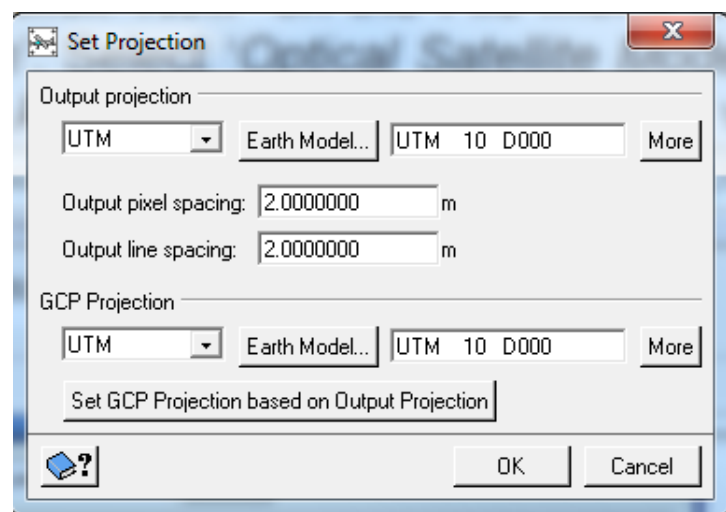 Set Projection
Output projection
UTM Earth Model... UTM 10 D000 More
Output pixel spacing: 2.0000000 m
Output line spacing: 2.0000000 m
GCP Projection
UTM Earth Model... UTM 10 D000 More
Set GCP Projection based on Output Projection
? OK Cancel